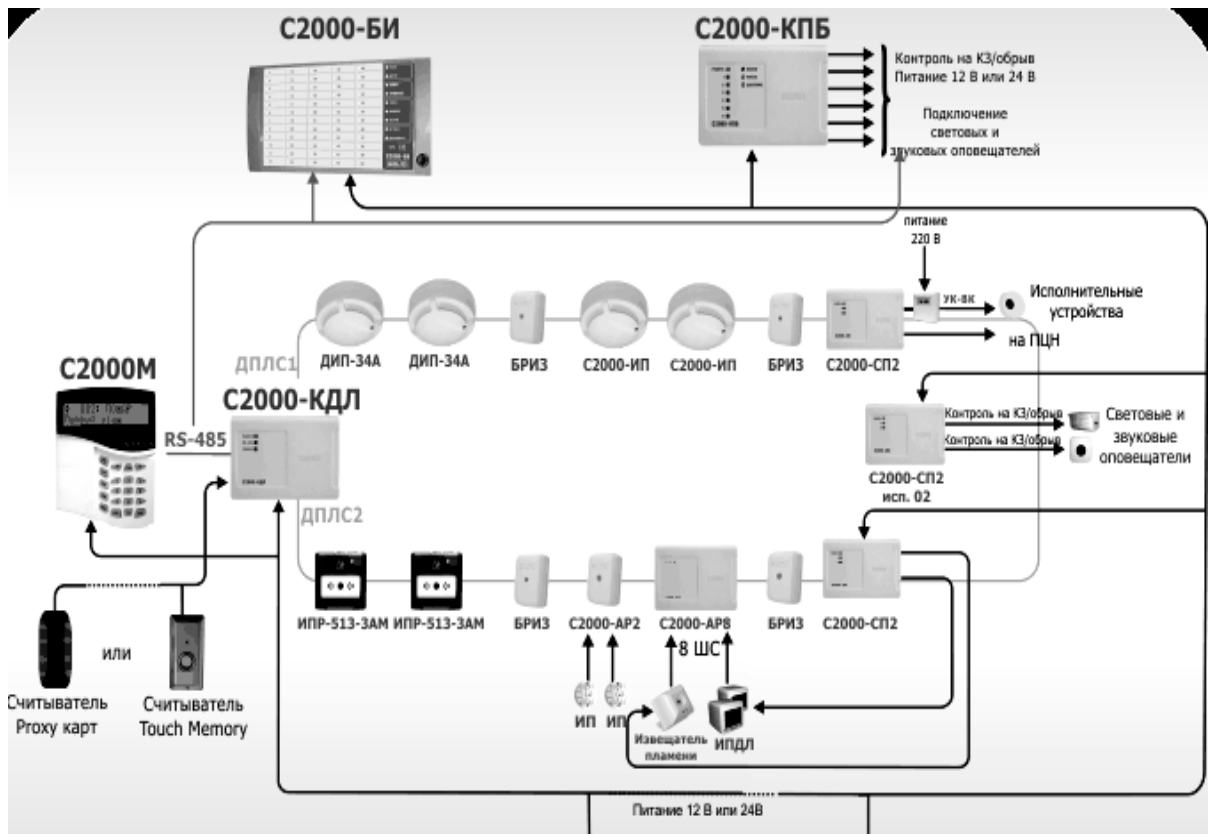 С2000-БИ
С2000-КПБ
Контроль на КЗ/обрыв
Питание 12 В или 24 В
Подключение
световых и
звуковых оповещателей
питание
220 В
УК-ВК
Исполнительные
устройства
на ПЦН
ДПЛС1
ДИП-34А
ДИП-34А
БРИЗ
С2000-ИП
С2000-ИП
БРИЗ
С2000-СП2
С2000М
С2000-КДЛ
RS-485
Контроль на КЗ/обрыв
Контроль на КЗ/обрыв
Световые и
звуковые
оповещатели
С2000-СП2
исп. 02
ДПЛС2
ИПР-513-3АМ
ИПР-513-3АМ
БРИЗ
С2000-АР2
С2000-АР8
БРИЗ
С2000-СП2
8 ШС
или
Считыватель
Proxy карт
Считыватель
Touch Memory
ИП
ИП
Извещатель
пламени
ИПДЛ
Питание 12 В или 24В